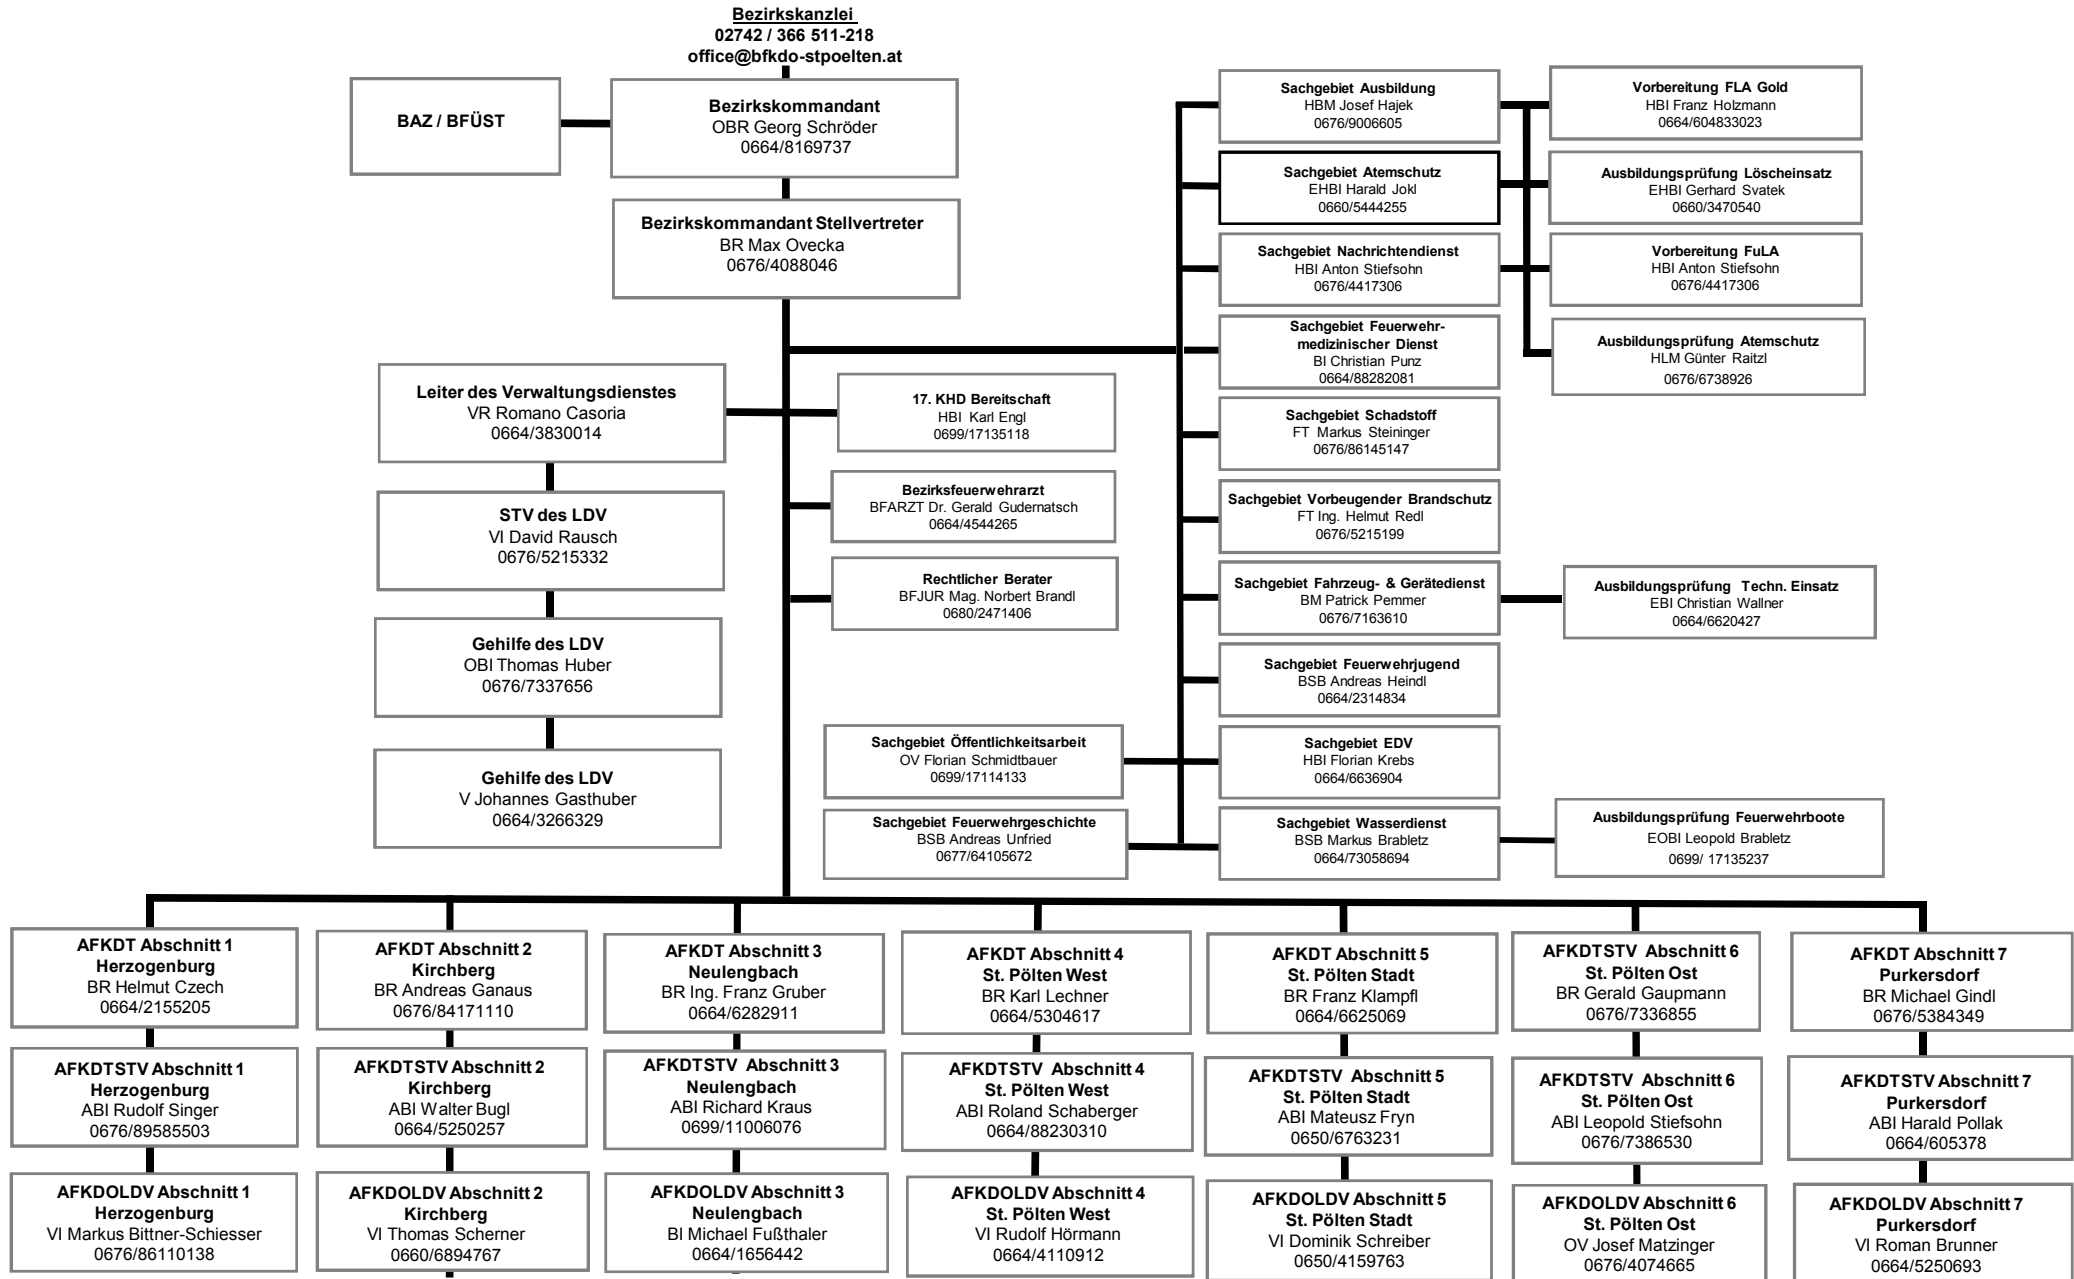 Bezirkskanzlei
02742 / 366 511-218
office@bfkdo-stpoelten.at
BAZ / BFÜST
Bezirkskommandant
OBR Georg Schröder
0664/8169737
Bezirkskommandant Stellvertreter
BR Max Ovecka
0676/4088046
Leiter des Verwaltungsdienstes
VR Romano Casoria
0664/3830014
STV des LDV
VI David Rausch
0676/5215332
Gehilfe des LDV
OBI Thomas Huber
0676/7337656
Gehilfe des LDV
V Johannes Gasthuber
0664/3266329
17. KHD Bereitschaft
HBI Karl Engl
0699/17135118
Bezirksfeuerwehrarzt
BFARZT Dr. Gerald Gudernatsch
0664/4544265
Rechtlicher Berater
BFJUR Mag. Norbert Brandl
0680/2471406
Sachgebiet Öffentlichkeitsarbeit
OV Florian Schmidtbauer
0699/17114133
Sachgebiet Feuerwehrgeschichte
BSB Andreas Unfried
0677/64105672
Sachgebiet Ausbildung
HBM Josef Hajek
0676/9006605
Sachgebiet Atemschutz
EHBI Harald Jokl
0660/5444255
Sachgebiet Nachrichtendienst
HBI Anton Stiefsohn
0676/4417306
Sachgebiet Feuerwehr-
medizinischer Dienst
BI Christian Punz
0664/88282081
Sachgebiet Schadstoff
FT Markus Steininger
0676/86145147
Sachgebiet Vorbeugender Brandschutz
FT Ing. Helmut Redl
0676/5215199
Sachgebiet Fahrzeug- & Gerätedienst
BM Patrick Pemmer
0676/7163610
Sachgebiet Feuerwehrjugend
BSB Andreas Heindl
0664/2314834
Sachgebiet EDV
HBI Florian Krebs
0664/6636904
Sachgebiet Wasserdienst
BSB Markus Brabletz
0664/73058694
Vorbereitung FLA Gold
HBI Franz Holzmann
0664/604833023
Ausbildungsprüfung Löscheinsatz
EHBI Gerhard Svatek
0660/3470540
Vorbereitung FuLA
HBI Anton Stiefsohn
0676/4417306
Ausbildungsprüfung Atemschutz
HLM Günter Raitzl
0676/6738926
Ausbildungsprüfung Techn. Einsatz
EBI Christian Wallner
0664/6620427
Ausbildungsprüfung Feuerwehrboote
EOBI Leopold Brabletz
0699/ 17135237
AFKDT Abschnitt 1
Herzogenburg
BR Helmut Czech
0664/2155205
AFKDT Abschnitt 2
Kirchberg
BR Andreas Ganaus
0676/84171110
AFKDT Abschnitt 3
Neulengbach
BR Ing. Franz Gruber
0664/6282911
AFKDT Abschnitt 4
St. Pölten West
BR Karl Lechner
0664/5304617
AFKDT Abschnitt 5
St. Pölten Stadt
BR Franz Klampfl
0664/6625069
AFKDTSTV Abschnitt 6
St. Pölten Ost
BR Gerald Gaupmann
0676/7336855
AFKDT Abschnitt 7
Purkersdorf
BR Michael Gindl
0676/5384349
AFKDTSTV Abschnitt 1
Herzogenburg
ABI Rudolf Singer
0676/89585503
AFKDTSTV Abschnitt 2
Kirchberg
ABI Walter Bugl
0664/5250257
AFKDTSTV Abschnitt 3
Neulengbach
ABI Richard Kraus
0699/11006076
AFKDTSTV Abschnitt 4
St. Pölten West
ABI Roland Schaberger
0664/88230310
AFKDTSTV Abschnitt 5
St. Pölten Stadt
ABI Mateusz Fryn
0650/6763231
AFKDTSTV Abschnitt 6
St. Pölten Ost
ABI Leopold Stiefsohn
0676/7386530
AFKDTSTV Abschnitt 7
Purkersdorf
ABI Harald Pollak
0664/605378
AFKDOLDV Abschnitt 1
Herzogenburg
VI Markus Bittner-Schiesser
0676/86110138
AFKDOLDV Abschnitt 2
Kirchberg
VI Thomas Scherner
0660/6894767
AFKDOLDV Abschnitt 3
Neulengbach
BI Michael Fußthaler
0664/1656442
AFKDOLDV Abschnitt 4
St. Pölten West
VI Rudolf Hörmann
0664/4110912
AFKDOLDV Abschnitt 5
St. Pölten Stadt
VI Dominik Schreiber
0650/4159763
AFKDOLDV Abschnitt 6
St. Pölten Ost
OV Josef Matzinger
0676/4074665
AFKDOLDV Abschnitt 7
Purkersdorf
VI Roman Brunner
0664/5250693